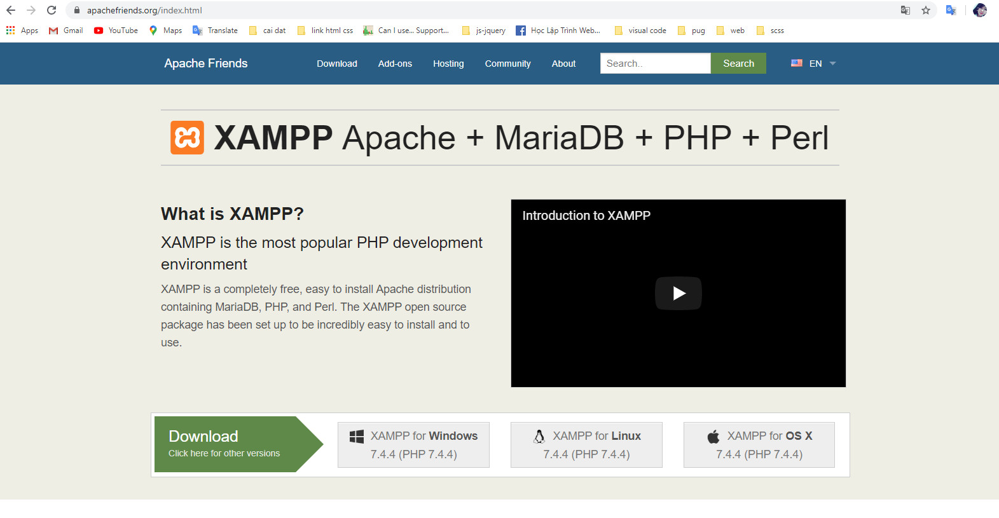 apachefriends.org/index.html
Apps Gmail YouTube Maps Translate cai dat link html css Can I use... Support... js-jquery Học Lập Trình Web... visual code pug web scss
Apache Friends Download Add-ons Hosting Community About Search.. Search EN
XAMPP Apache + MariaDB + PHP + Perl
What is XAMPP?
XAMPP is the most popular PHP development
environment
XAMPP is a completely free, easy to install Apache distribution
containing MariaDB, PHP, and Perl. The XAMPP open source
package has been set up to be incredibly easy to install and to
use.
Introduction to XAMPP
Download
Click here for other versions
XAMPP for Windows
7.4.4 (PHP 7.4.4)
XAMPP for Linux
7.4.4 (PHP 7.4.4)
XAMPP for OS X
7.4.4 (PHP 7.4.4)